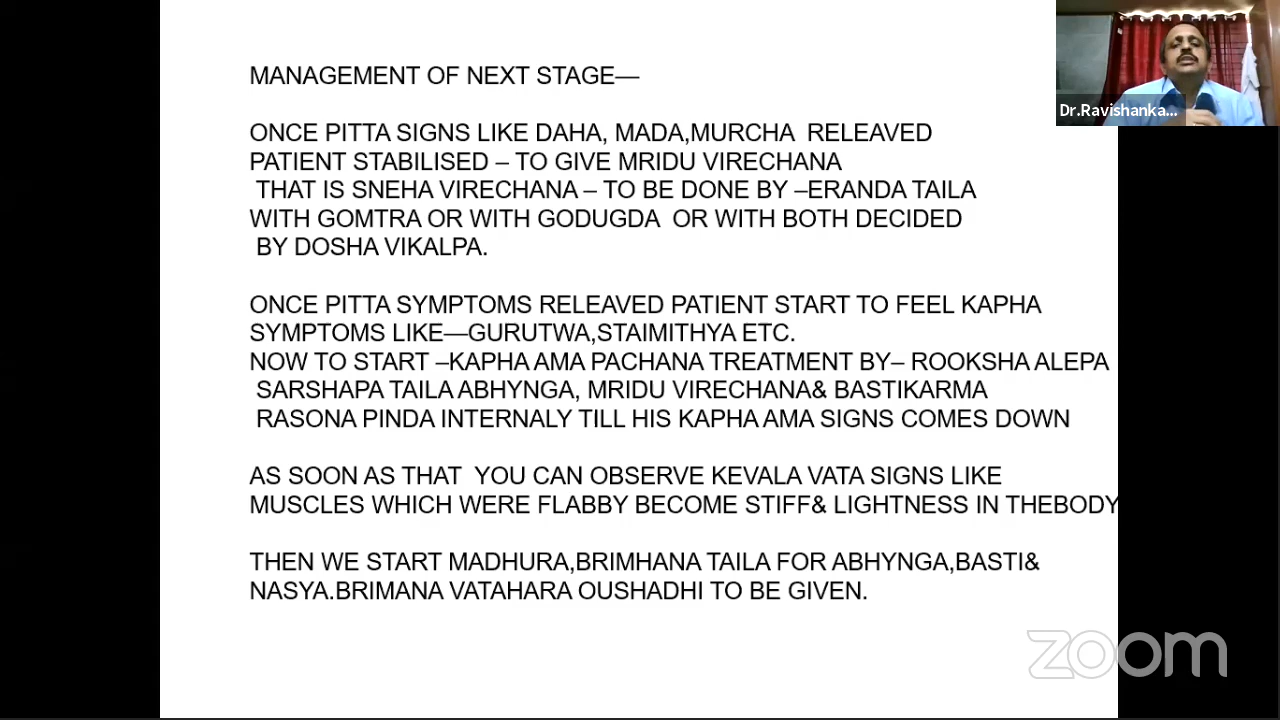 MANAGEMENT OF NEXT STAGE—
ONCE PITTA SIGNS LIKE DAHA, MADA,MURCHA RELEAVED
PATIENT STABILISED – TO GIVE MRIDU VIRECHANA
THAT IS SNEHA VIRECHANA – TO BE DONE BY –ERANDA TAILA
WITH GOMTRA OR WITH GODUGDA OR WITH BOTH DECIDED
BY DOSHA VIKALPA.
ONCE PITTA SYMPTOMS RELEAVED PATIENT START TO FEEL KAPHA
SYMPTOMS LIKE—GURUTWA,STAIMITHYA ETC.
NOW TO START –KAPHA AMA PACHANA TREATMENT BY– ROOKSHA ALEPA
SARSHAPA TAILA ABHYNGA, MRIDU VIRECHANA& BASTIKARMA
RASONA PINDA INTERNALY TILL HIS KAPHA AMA SIGNS COMES DOWN
AS SOON AS THAT YOU CAN OBSERVE KEVALA VATA SIGNS LIKE
MUSCLES WHICH WERE FLABBY BECOME STIFF& LIGHTNESS IN THEBODY
THEN WE START MADHURA,BRIMHANA TAILA FOR ABHYNGA,BASTI&
NASYA.BRIMANA VATAHARA OUSHADHI TO BE GIVEN.
Dr.Ravishanka...
zoom